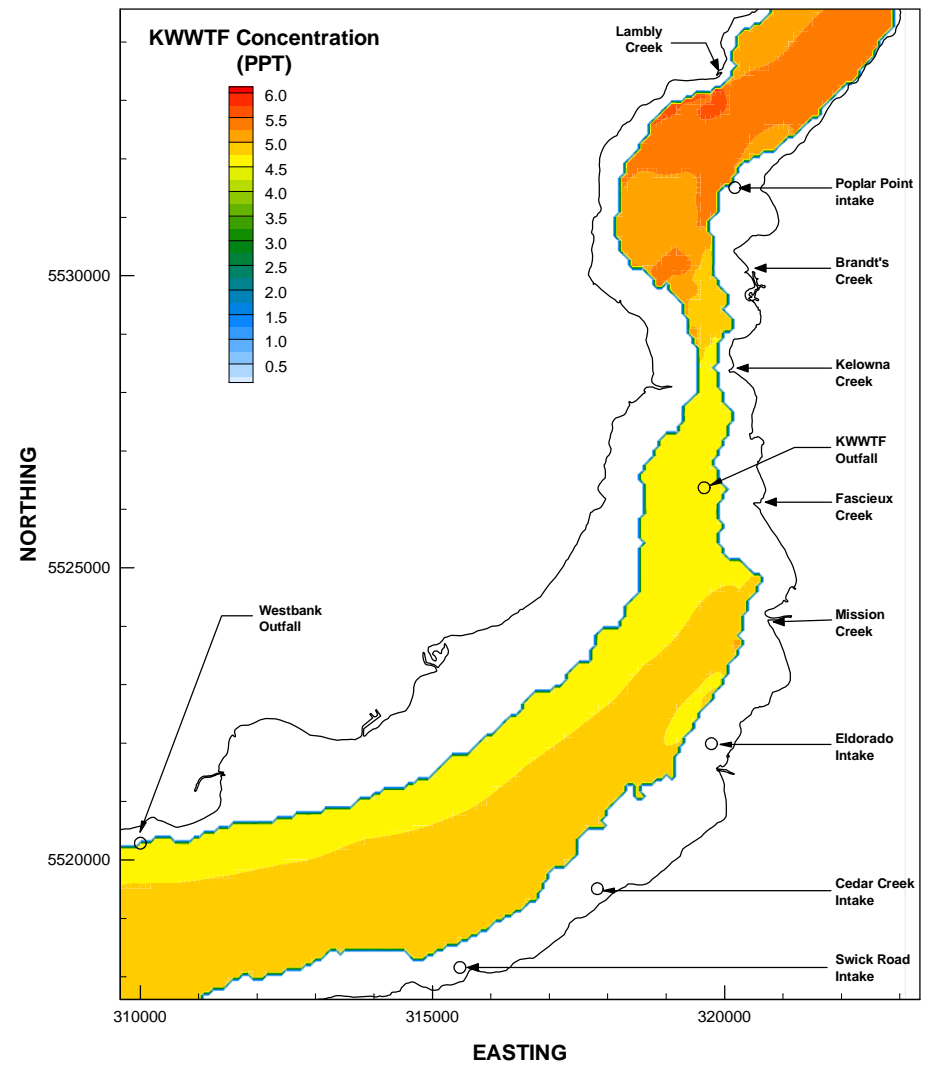 KWWTF Concentration
(PPT)
6.0
5.5
5.0
4.5
4.0
3.5
3.0
2.5
2.0
1.5
1.0
0.5
Lambly
Creek
Poplar Point
intake
Brandt's
Creek
Kelowna
Creek
KWWTF
Outfall
Fascieux
Creek
Mission
Creek
Eldorado
Intake
Cedar Creek
Intake
Swick Road
Intake
Westbank
Outfall
5530000
5525000
5520000
NORTHING
310000
315000
320000
EASTING